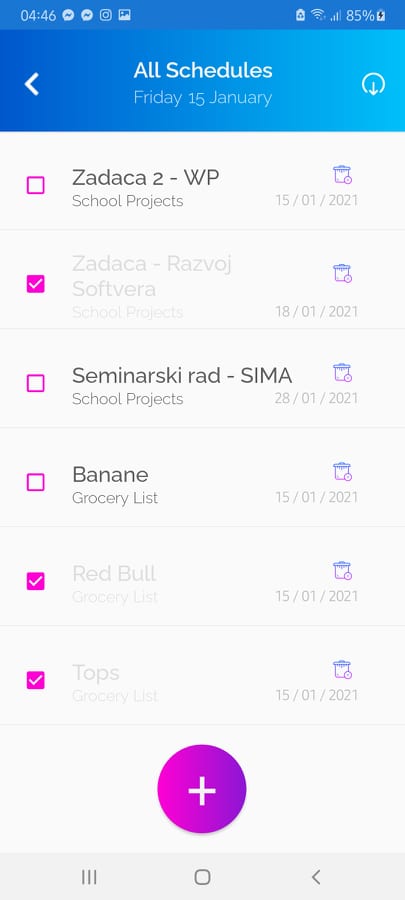 04:46
85%
All Schedules
Friday 15 January
Zadaca 2 - WP
School Projects
15 / 01 / 2021
Zadaca - Razvoj
Softvera
School Projects
18 / 01 / 2021
Seminarski rad - SIMA
School Projects
28 / 01 / 2021
Banane
Grocery List
15 / 01 / 2021
Red Bull
Grocery List
15 / 01 / 2021
Tops
Grocery List
15 / 01 / 2021